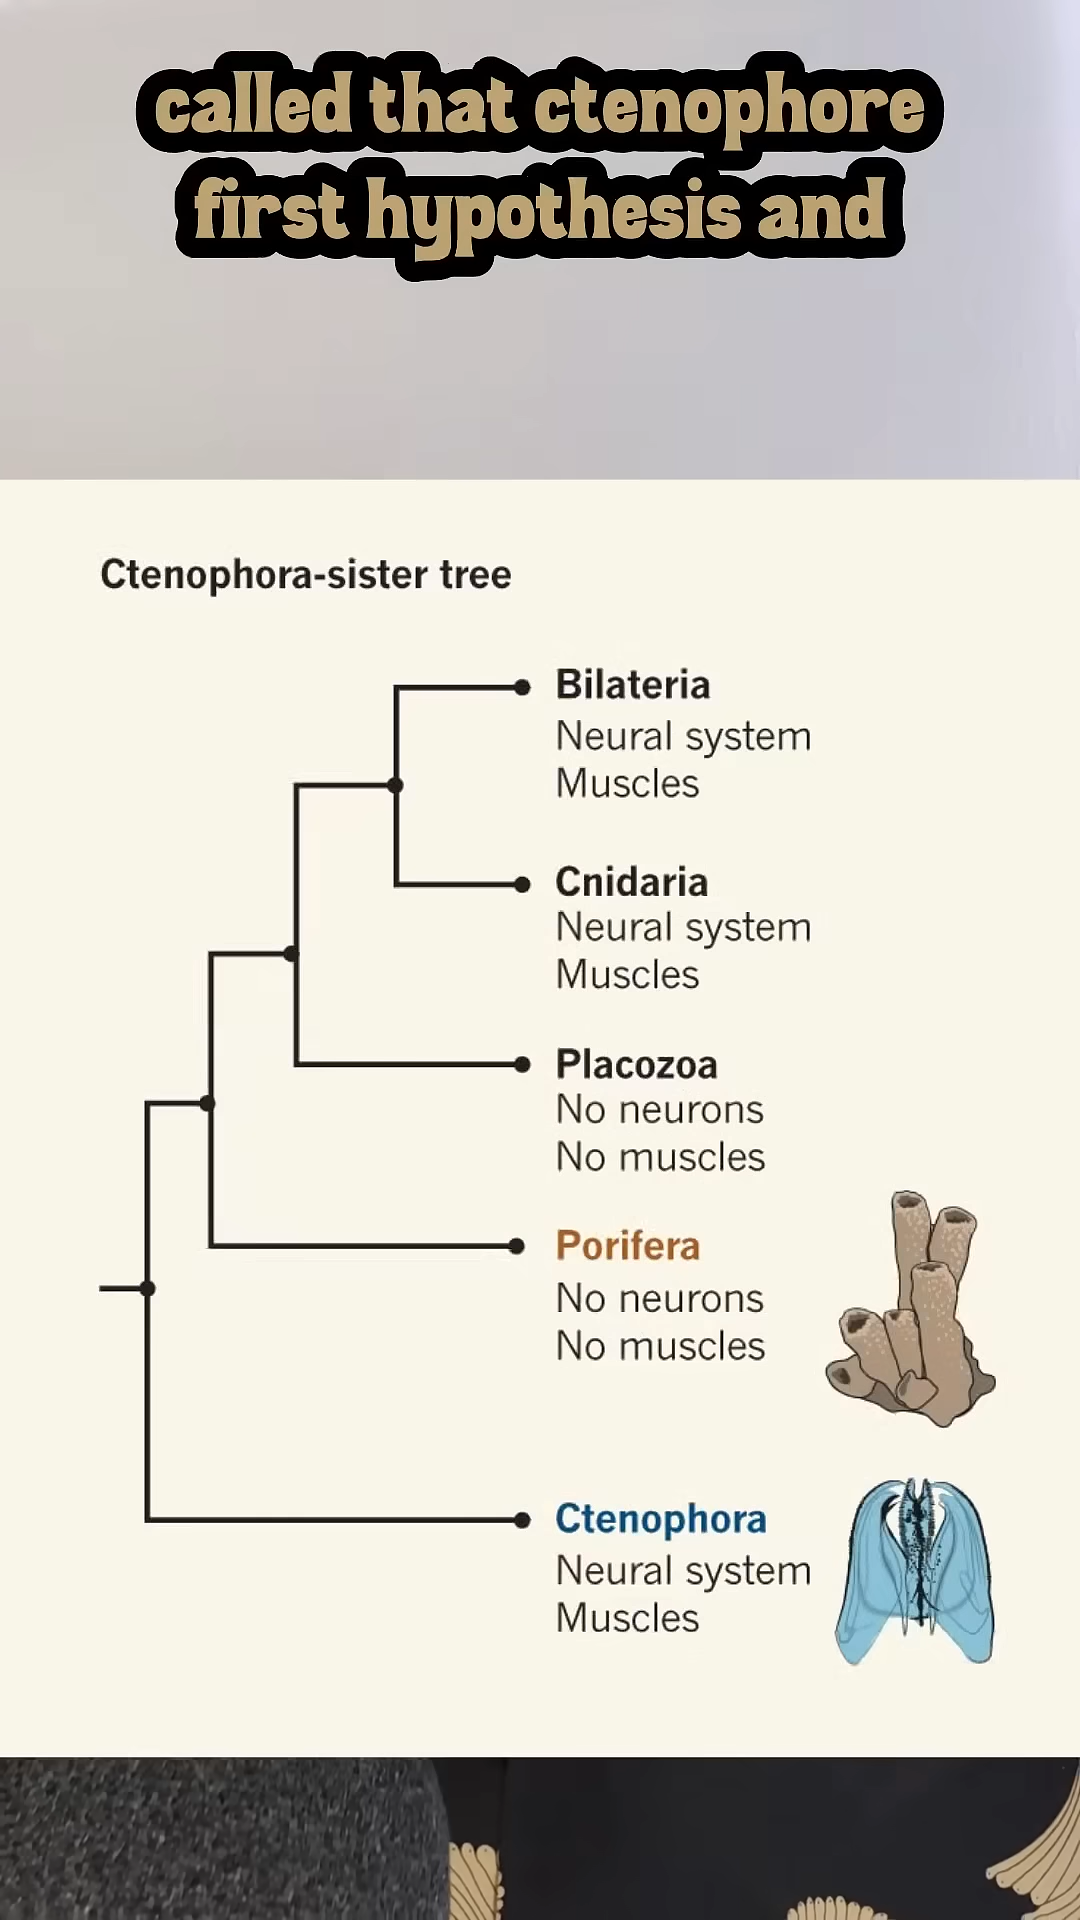 called that ctenophore
first hypothesis and
Ctenophora-sister tree
Bilateria
Neural system
Muscles
Cnidaria
Neural system
Muscles
Placozoa
No neurons
No muscles
Porifera
No neurons
No muscles
Ctenophora
Neural system
Muscles